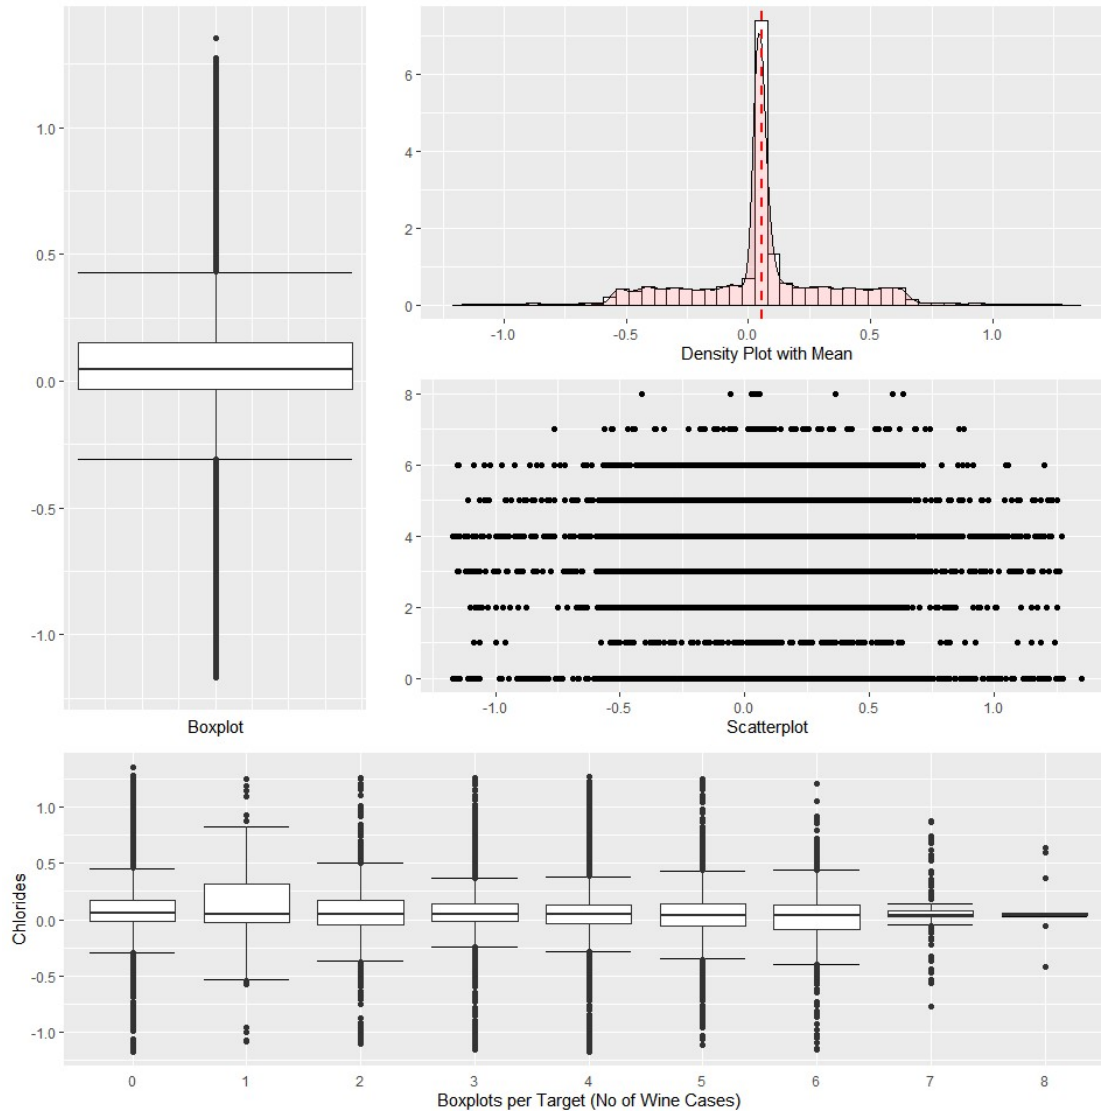 1.0
0.5
0.0
-0.5
-1.0
Boxplot
6
4
2
0
-1.0 -0.5 0.0 0.5 1.0
Density Plot with Mean
8
6
4
2
0
-1.0 -0.5 0.0 0.5 1.0
Scatterplot
Chlorides
1.0
0.5
0.0
-0.5
-1.0
0 1 2 3 4 5 6 7 8
Boxplots per Target (No of Wine Cases)